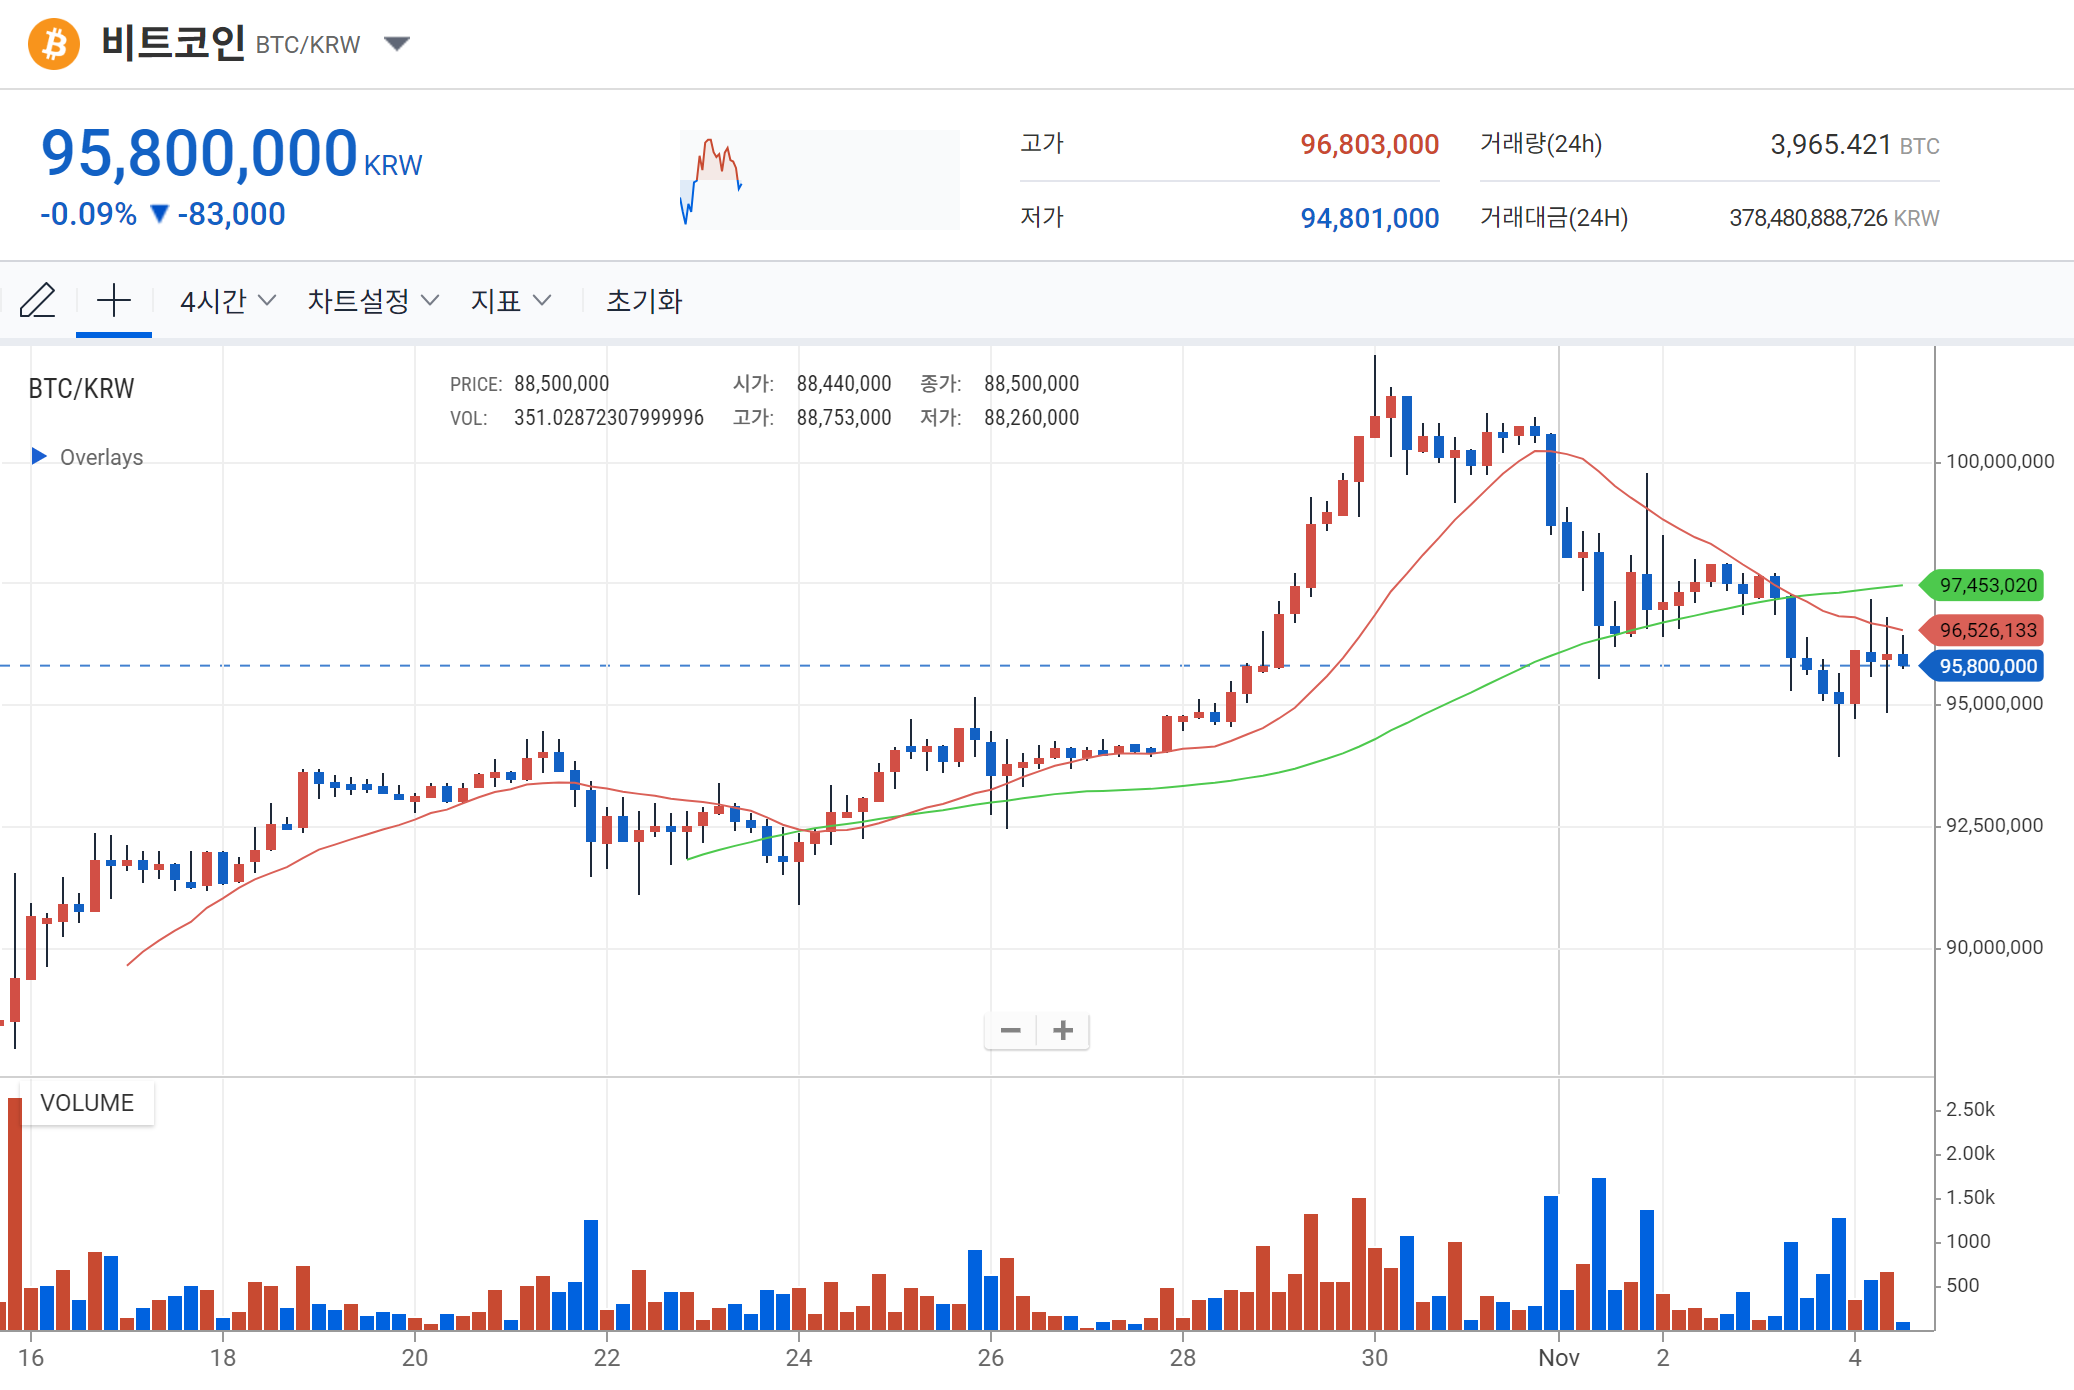 비트코인 BTC/KRW
95,800,000 KRW
-0.09% ▼ -83,000
고가 96,803,000
저가 94,801,000
거래량(24h) 3,965.421 BTC
거래대금(24H) 378,480,888,726 KRW
4시간 차트설정 지표 초기화
BTC/KRW
PRICE: 88,500,000 시가: 88,440,000 종가: 88,500,000
VOL: 351.02872307999996 고가: 88,753,000 저가: 88,260,000
Overlays
100,000,000
97,453,020
96,526,133
95,800,000
95,000,000
92,500,000
90,000,000
VOLUME
2.50k
2.00k
1.50k
1000
500
16 18 20 22 24 26 28 30 Nov 2 4